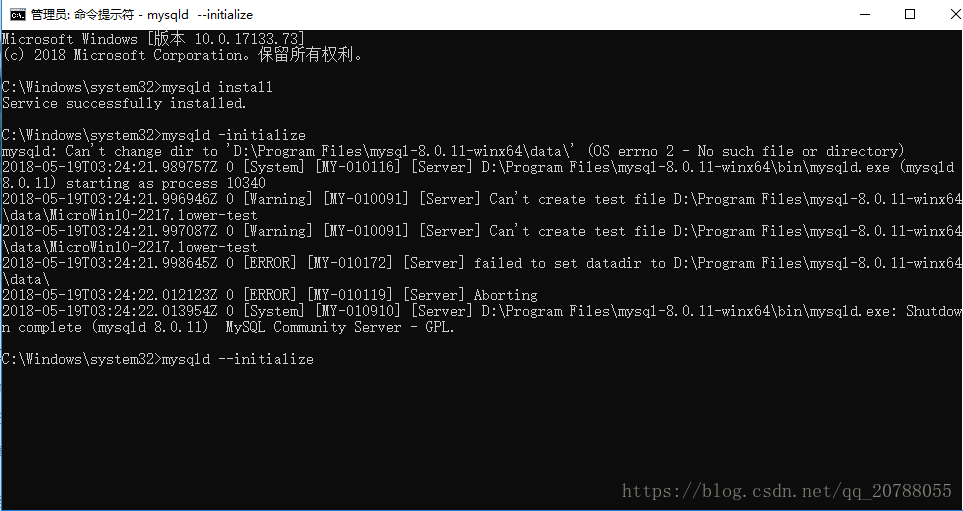 管理员: 命令提示符 - mysqld  --initialize
Microsoft Windows [版本 10.0.17133.73]
(c) 2018 Microsoft Corporation。保留所有权利。
C:\Windows\system32>mysqld install
Service successfully installed.
C:\Windows\system32>mysqld -initialize
mysqld: Can't change dir to 'D:\Program Files\mysql-8.0.11-winx64\data\' (OS errno 2 - No such file or directory)
2018-05-19T03:24:21.989757Z 0 [System] [MY-010116] [Server] D:\Program Files\mysql-8.0.11-winx64\bin\mysqld.exe (mysqld
8.0.11) starting as process 10340
2018-05-19T03:24:21.996946Z 0 [Warning] [MY-010091] [Server] Can't create test file D:\Program Files\mysql-8.0.11-winx64
\data\MicroWin10-2217.lower-test
2018-05-19T03:24:21.997087Z 0 [Warning] [MY-010091] [Server] Can't create test file D:\Program Files\mysql-8.0.11-winx64
\data\MicroWin10-2217.lower-test
2018-05-19T03:24:21.998645Z 0 [ERROR] [MY-010172] [Server] failed to set datadir to D:\Program Files\mysql-8.0.11-winx64
\data\
2018-05-19T03:24:22.012123Z 0 [ERROR] [MY-010119] [Server] Aborting
2018-05-19T03:24:22.013954Z 0 [System] [MY-010910] [Server] D:\Program Files\mysql-8.0.11-winx64\bin\mysqld.exe: Shutdow
n complete (mysqld 8.0.11)  MySQL Community Server - GPL.
C:\Windows\system32>mysqld --initialize
https://blog.csdn.net/qq_20788055